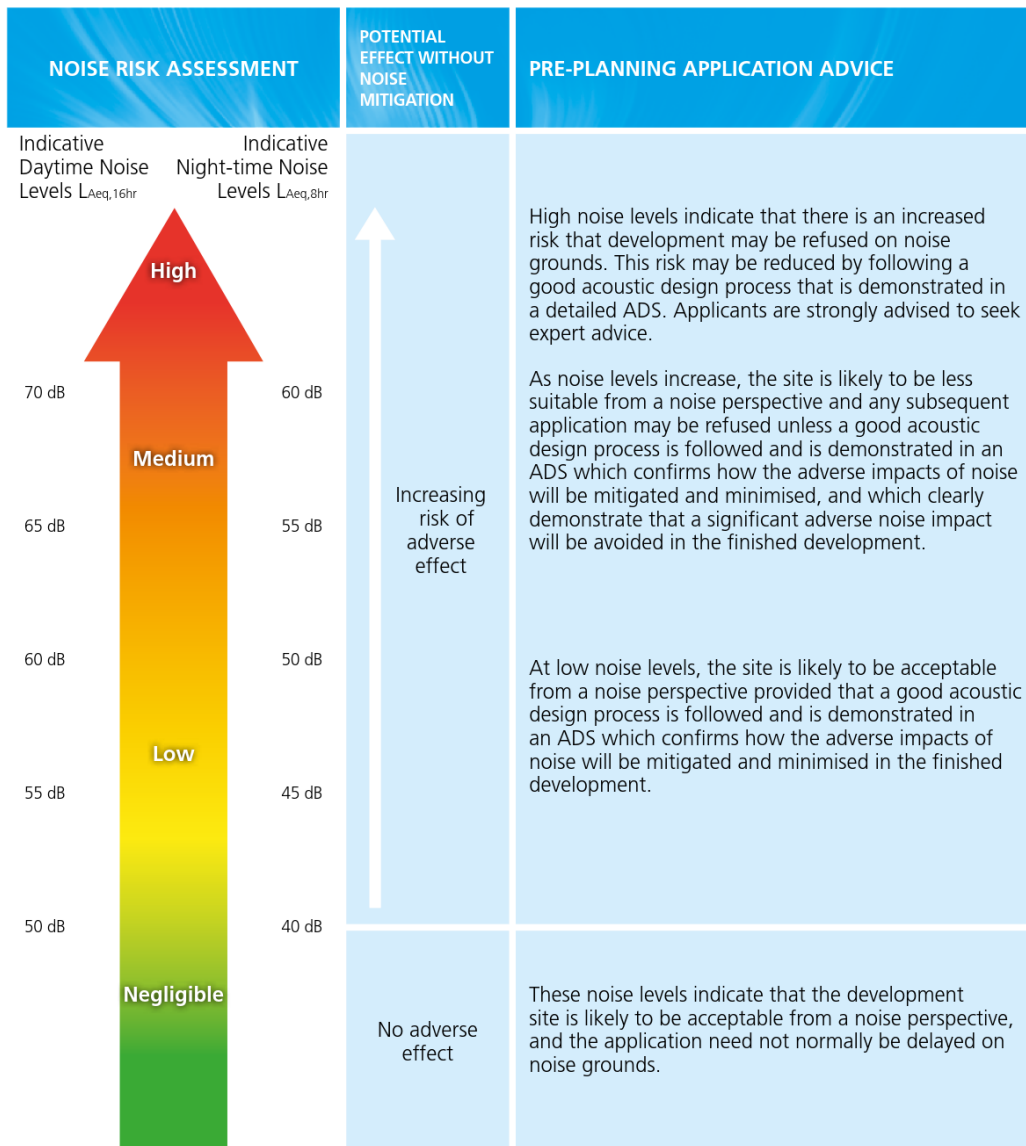 NOISE RISK ASSESSMENT
POTENTIAL
EFFECT WITHOUT
NOISE
MITIGATION
PRE-PLANNING APPLICATION ADVICE
Indicative
Daytime Noise
Levels LAeq,16hr
Indicative
Night-time Noise
Levels LAeq,8hr
High
70 dB
60 dB
Medium
65 dB
55 dB
60 dB
50 dB
Low
55 dB
45 dB
50 dB
40 dB
Negligible
Increasing
risk of
adverse
effect
No adverse
effect
High noise levels indicate that there is an increased
risk that development may be refused on noise
grounds. This risk may be reduced by following a
good acoustic design process that is demonstrated in
a detailed ADS. Applicants are strongly advised to seek
expert advice.
As noise levels increase, the site is likely to be less
suitable from a noise perspective and any subsequent
application may be refused unless a good acoustic
design process is followed and is demonstrated in an
ADS which confirms how the adverse impacts of noise
will be mitigated and minimised, and which clearly
demonstrate that a significant adverse noise impact
will be avoided in the finished development.
At low noise levels, the site is likely to be acceptable
from a noise perspective provided that a good acoustic
design process is followed and is demonstrated in
an ADS which confirms how the adverse impacts of
noise will be mitigated and minimised in the finished
development.
These noise levels indicate that the development
site is likely to be acceptable from a noise perspective,
and the application need not normally be delayed on
noise grounds.